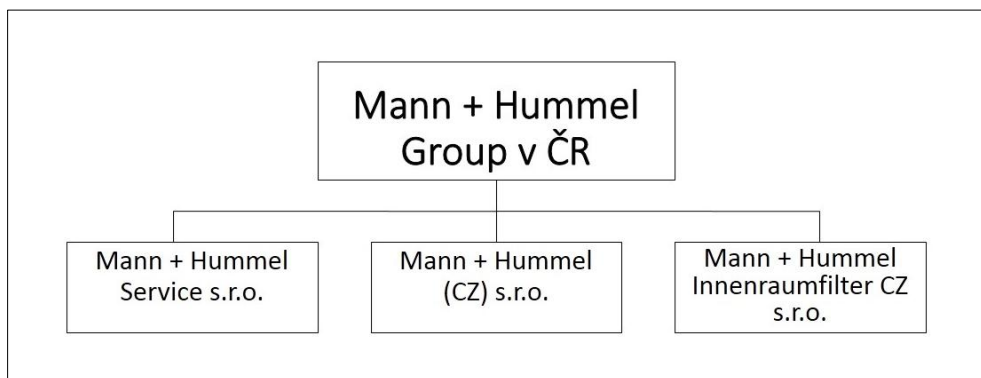 Mann + Hummel
Group v ČR
Mann + Hummel
Service s.r.o.
Mann + Hummel
(CZ) s.r.o.
Mann + Hummel
Innenraumfilter CZ
s.r.o.